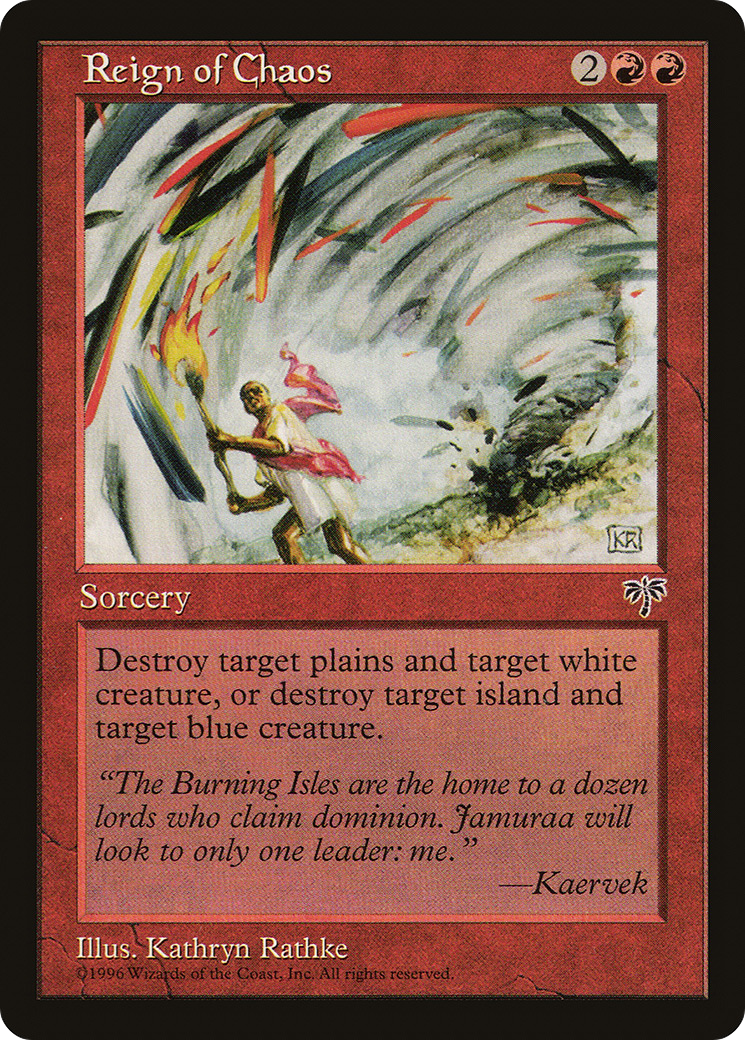 Reign of Chaos
2
KR
Sorcery
Destroy target plains and target white
creature, or destroy target island and
target blue creature.
“The Burning Isles are the home to a dozen
lords who claim dominion. Jamuraa will
look to only one leader: me.”
—Kaervek
Illus. Kathryn Rathke
©1996 Wizards of the Coast, Inc. All rights reserved.